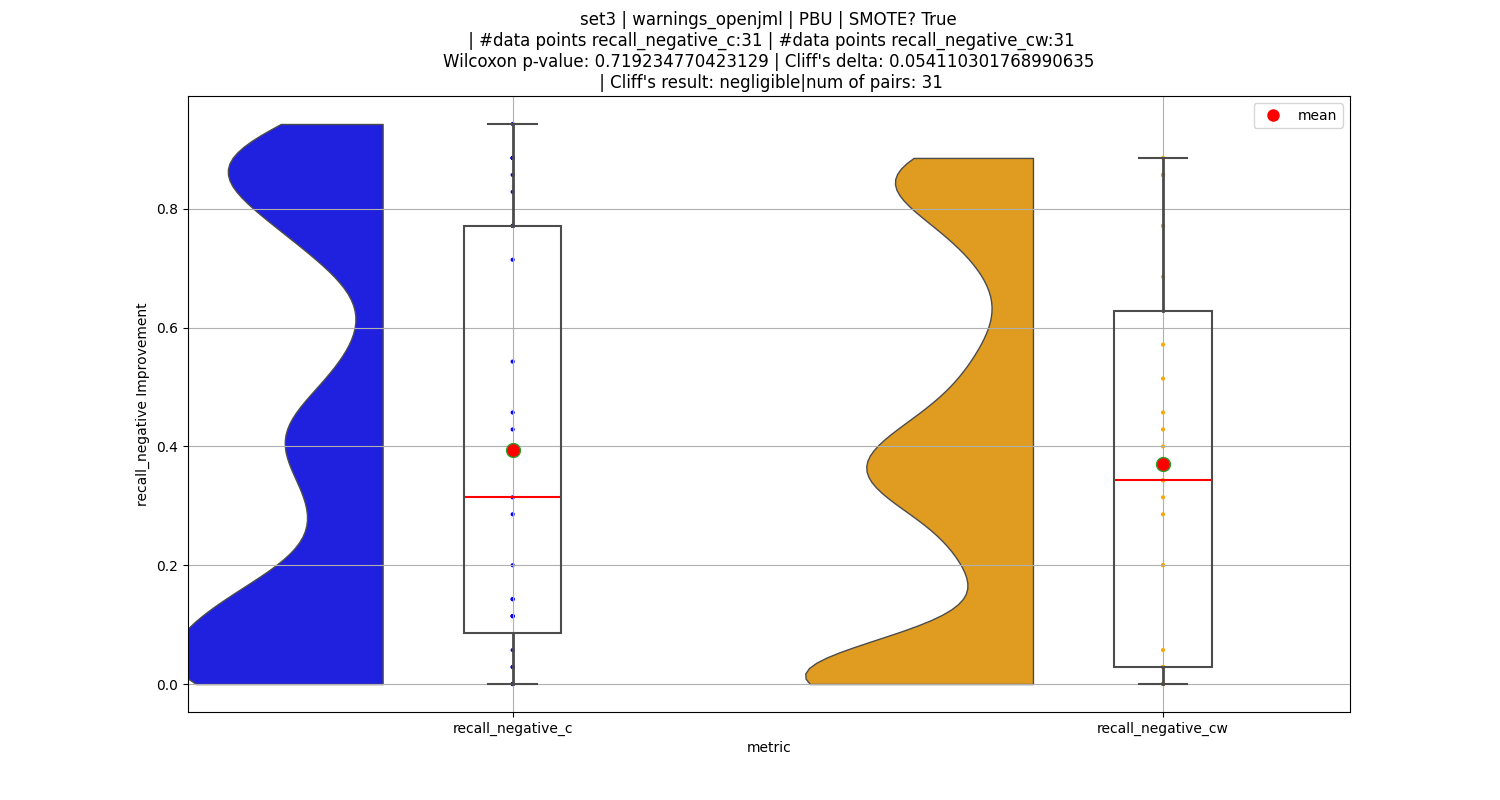 set3 | warnings_openjml | PBU | SMOTE? True
| #data points recall_negative_c:31 | #data points recall_negative_cw:31
Wilcoxon p-value: 0.719234770423129 | Cliff's delta: 0.054110301768990635
| Cliff's result: negligible|num of pairs: 31
mean
0.8
0.6
0.4
0.2
0.0
recall_negative Improvement
recall_negative_c
recall_negative_cw
metric